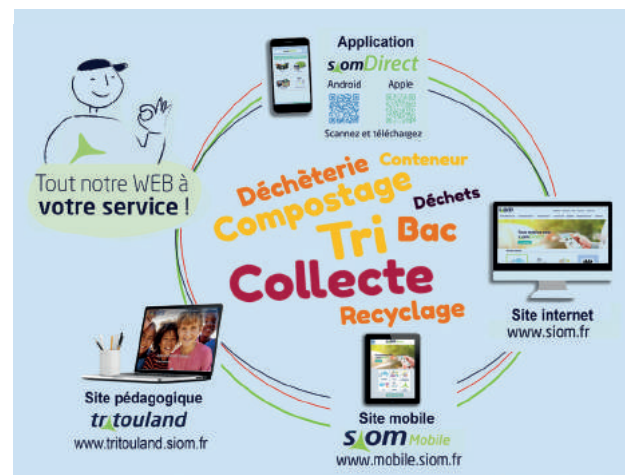 Application
siomDirect
Android Apple
Scannez et téléchargez
Tout notre WEB à
votre service !
Déchèterie
Conteneur
Compostage
Déchets
Tri
Bac
Collecte
Recyclage
Site internet
www.siom.fr
Site pédagogique
tritouland
www.tritouland.siom.fr
Site mobile
siom Mobile
www.mobile.siom.fr